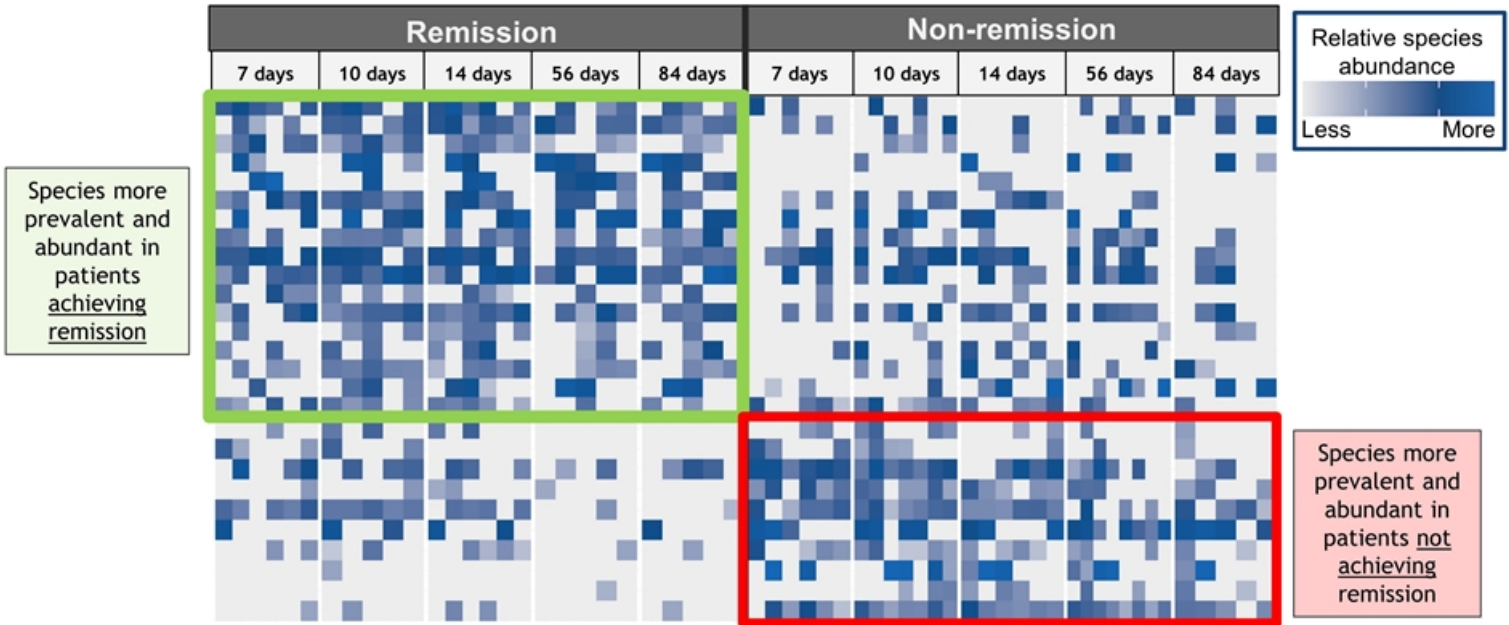 Remission
Non-remission
7 days
10 days
14 days
56 days
84 days
7 days
10 days
14 days
56 days
84 days
Relative species
abundance
Less
More
Species more
prevalent and
abundant in
patients
achieving
remission
Species more
prevalent and
abundant in
patients not
achieving
remission